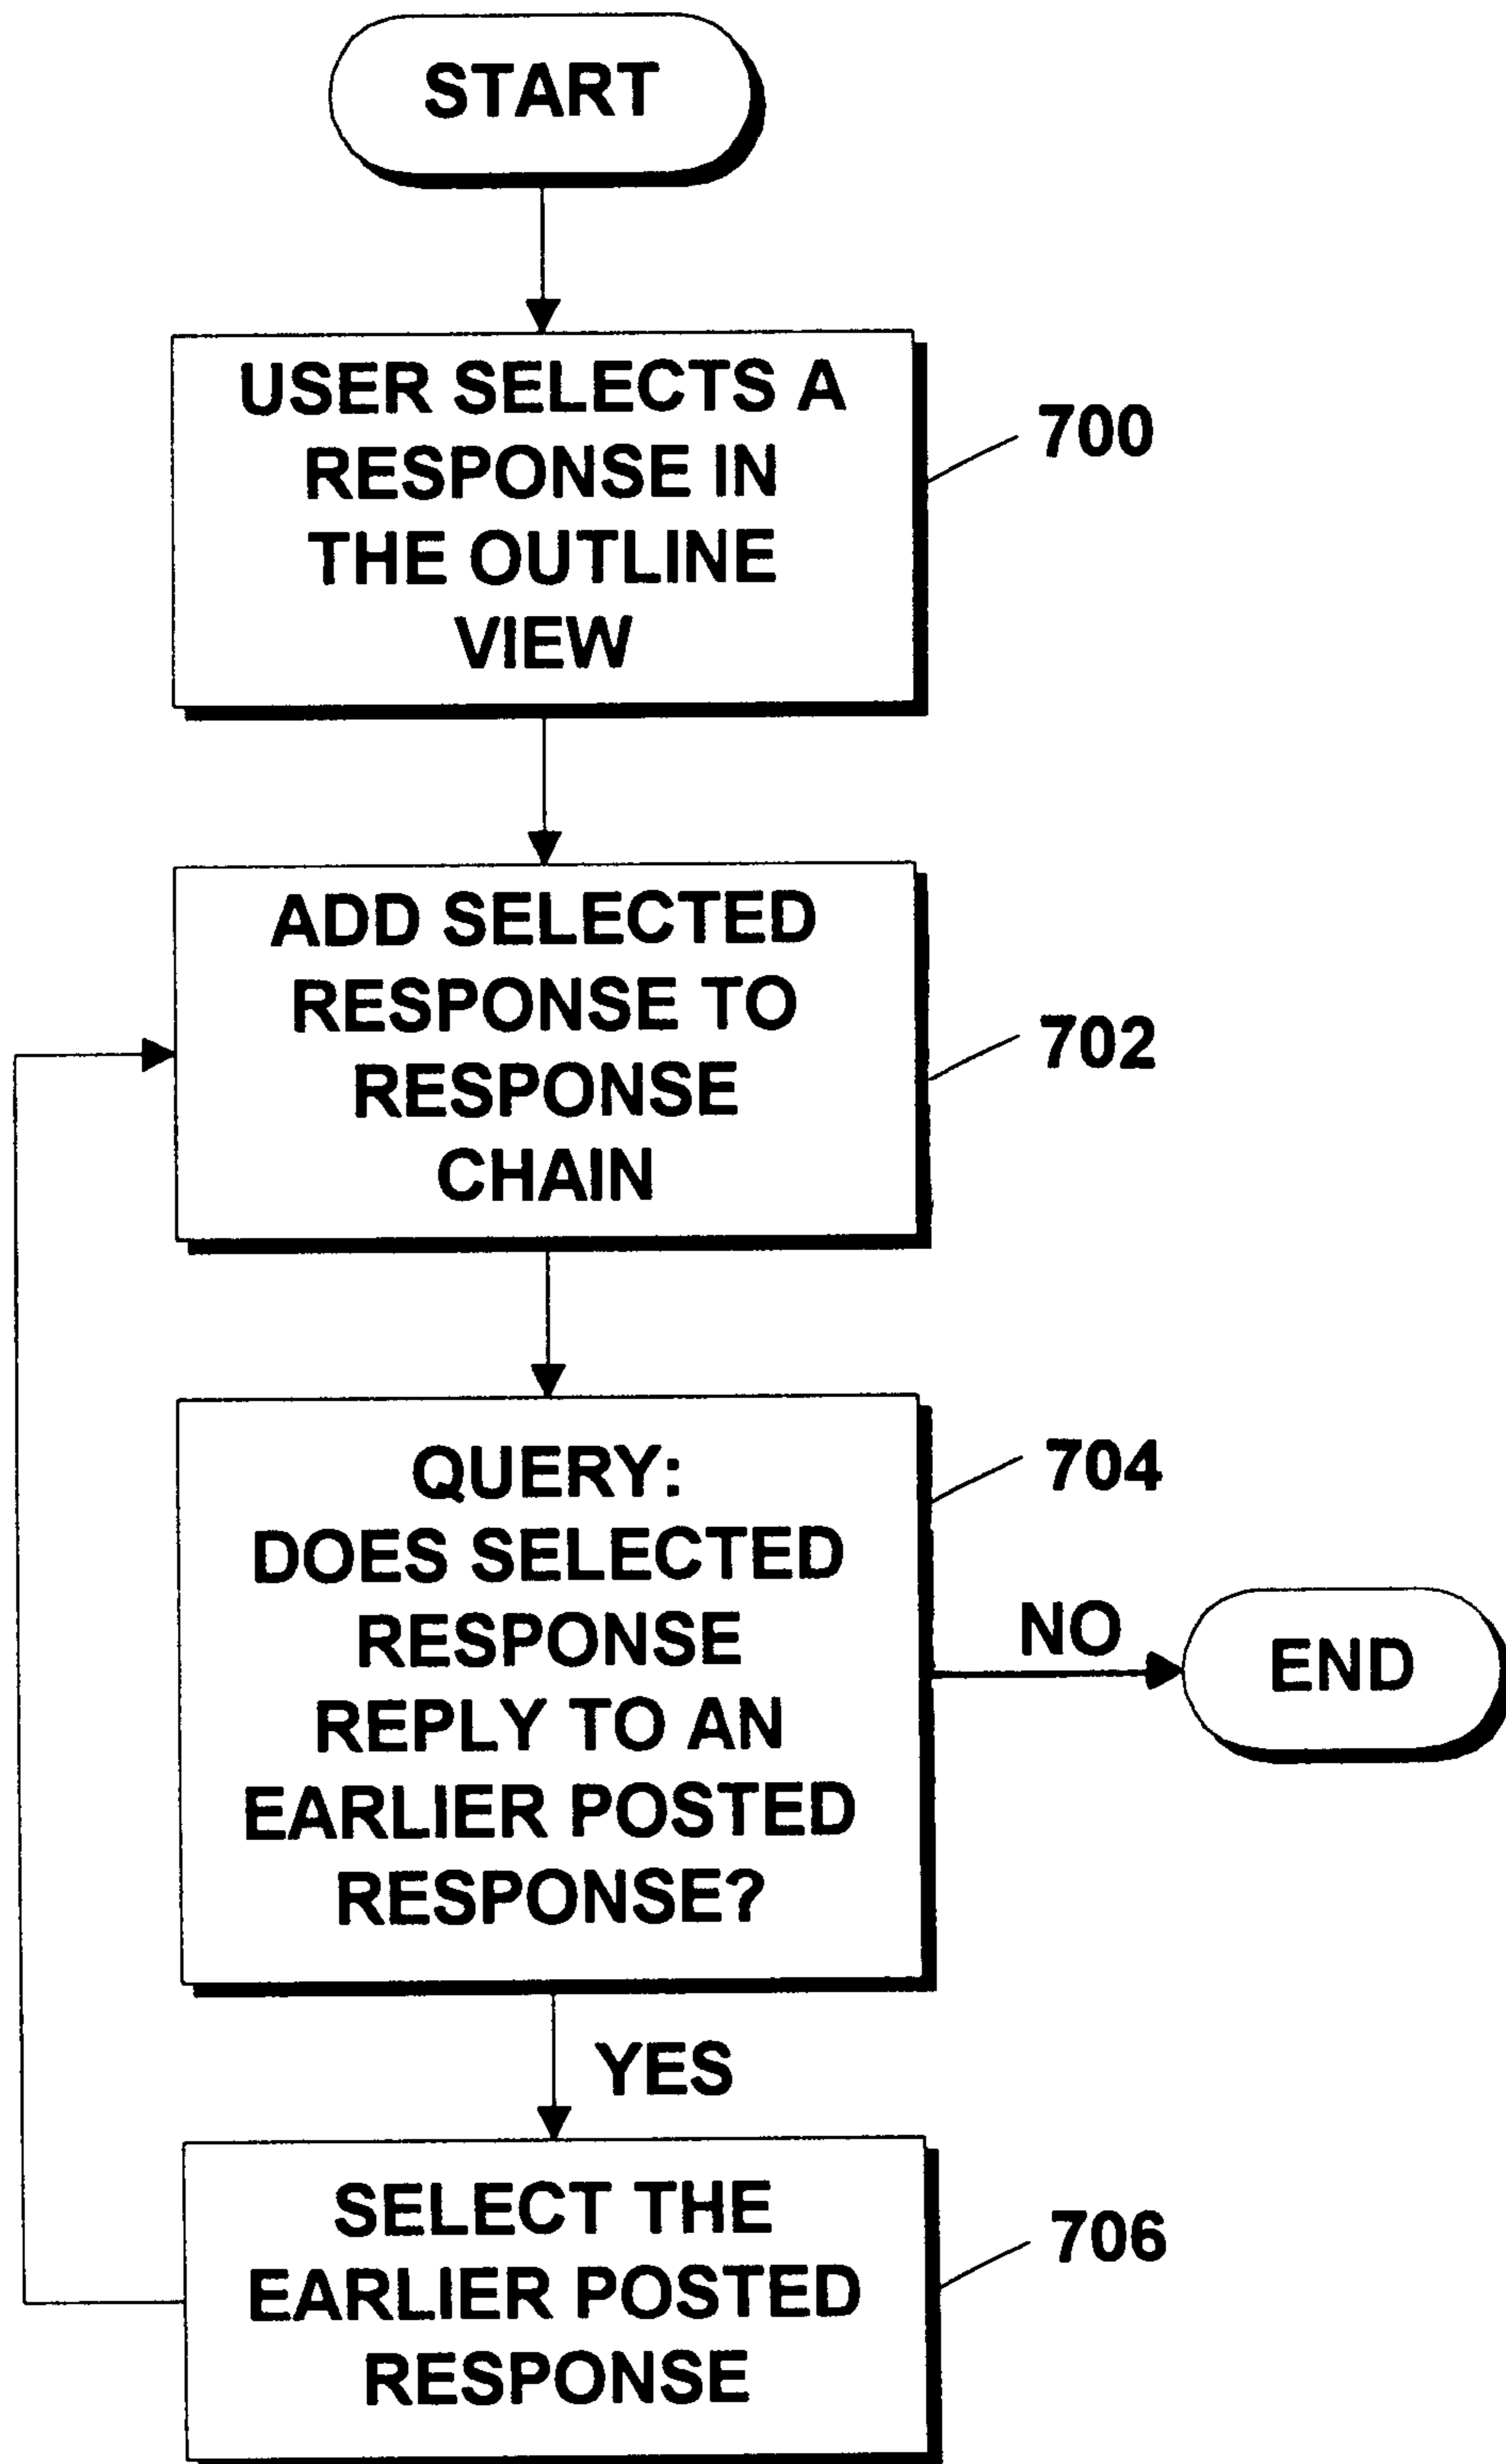 START
USER SELECTS A
RESPONSE IN
THE OUTLINE
VIEW
700
ADD SELECTED
RESPONSE TO
RESPONSE
CHAIN
702
QUERY:
DOES SELECTED
RESPONSE
REPLY TO AN
EARLIER POSTED
RESPONSE?
704
NO
END
YES
SELECT THE
EARLIER POSTED
RESPONSE
706